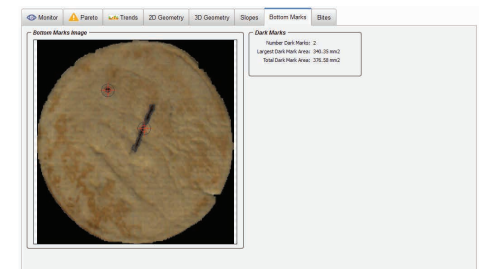 Monitor Pareto Trends 2D Geometry 3D Geometry Slopes Bottom Marks Bites
Bottom Marks Image
Dark Marks
Number Dark Marks: 2
Largest Dark Mark Area: 340.35 mm2
Total Dark Mark Area: 376.58 mm2